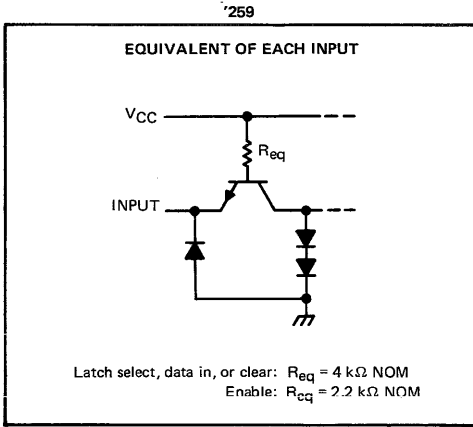 '259
EQUIVALENT OF EACH INPUT
VCC
Req
INPUT
Latch select, data in, or clear: Req = 4 kΩ NOM
Enable: Req = 2.2 kΩ NOM